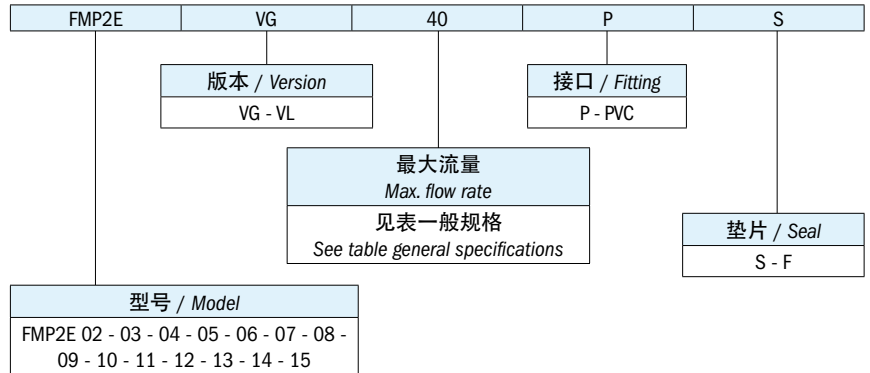 FMP2E VG 40 P S
版本 / Version
VG - VL
接口 / Fitting
P - PVC
最大流量
Max. flow rate
见表一般规格
See table general specifications
垫片 / Seal
S - F
型号 / Model
FMP2E 02 - 03 - 04 - 05 - 06 - 07 - 08 -
09 - 10 - 11 - 12 - 13 - 14 - 15